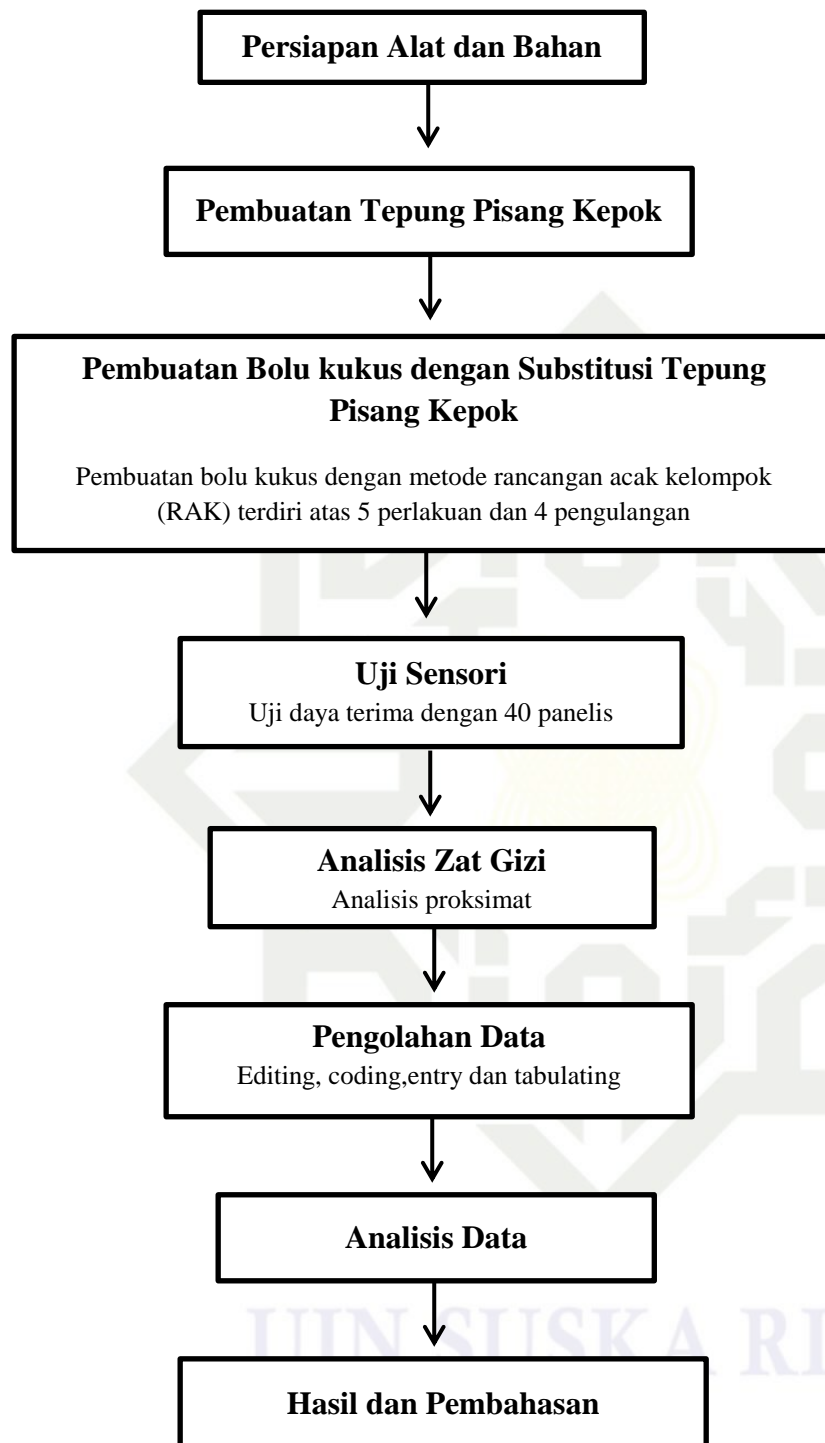 Persiapan Alat dan Bahan
Pembuatan Tepung Pisang Kepok
Pembuatan Bolu kukus dengan Substitusi Tepung
Pisang Kepok
Pembuatan bolu kukus dengan metode rancangan acak kelompok
(RAK) terdiri atas 5 perlakuan dan 4 pengulangan
Uji Sensori
Uji daya terima dengan 40 panelis
Analisis Zat Gizi
Analisis proksimat
Pengolahan Data
Editing, coding,entry dan tabulating
Analisis Data
UIN SUSKA RI
Hasil dan Pembahasan